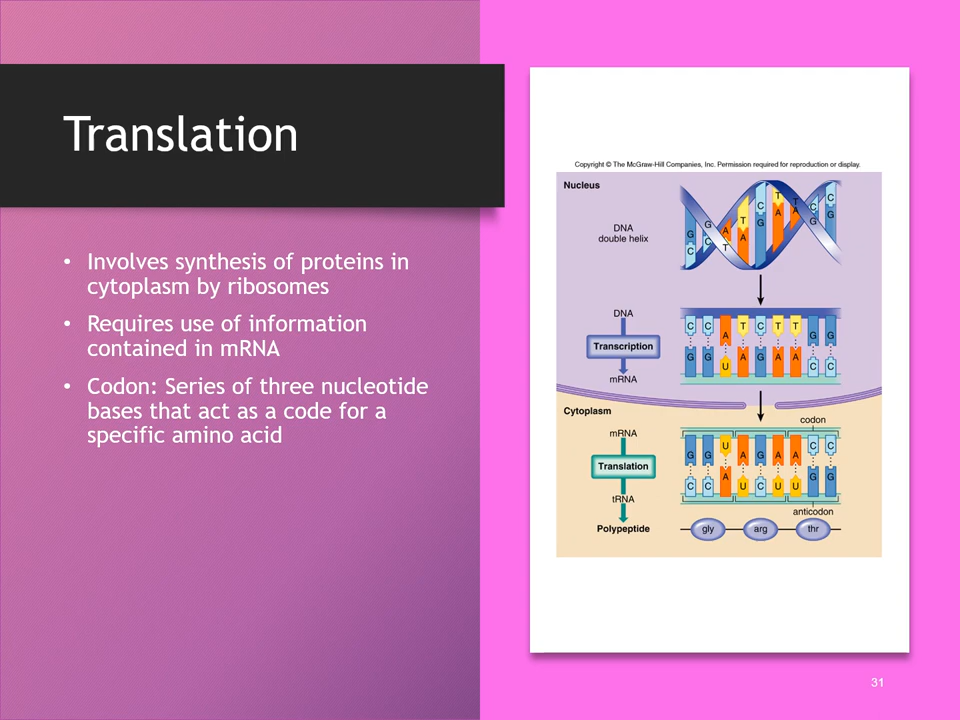 Translation
• Involves synthesis of proteins in
cytoplasm by ribosomes
• Requires use of information
contained in mRNA
• Codon: Series of three nucleotide
bases that act as a code for a
specific amino acid
Copyright © The McGraw-Hill Companies, Inc. Permission required for reproduction or display.
Nucleus
DNA
double helix
G C G C A T T A C G T A T A C G C G
DNA
Transcription
mRNA
C C A T C T T G G
G G U A G A A C C
Cytoplasm
codon
mRNA
Translation
tRNA
Polypeptide
G G U A G A A C C
C C A U C U U G G
anticodon
gly arg thr
31